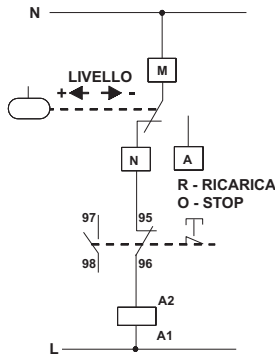 N
M
LIVELLO
+ -
N
A
R - RICARICA
O - STOP
97 95
98 96
A2
A1
L